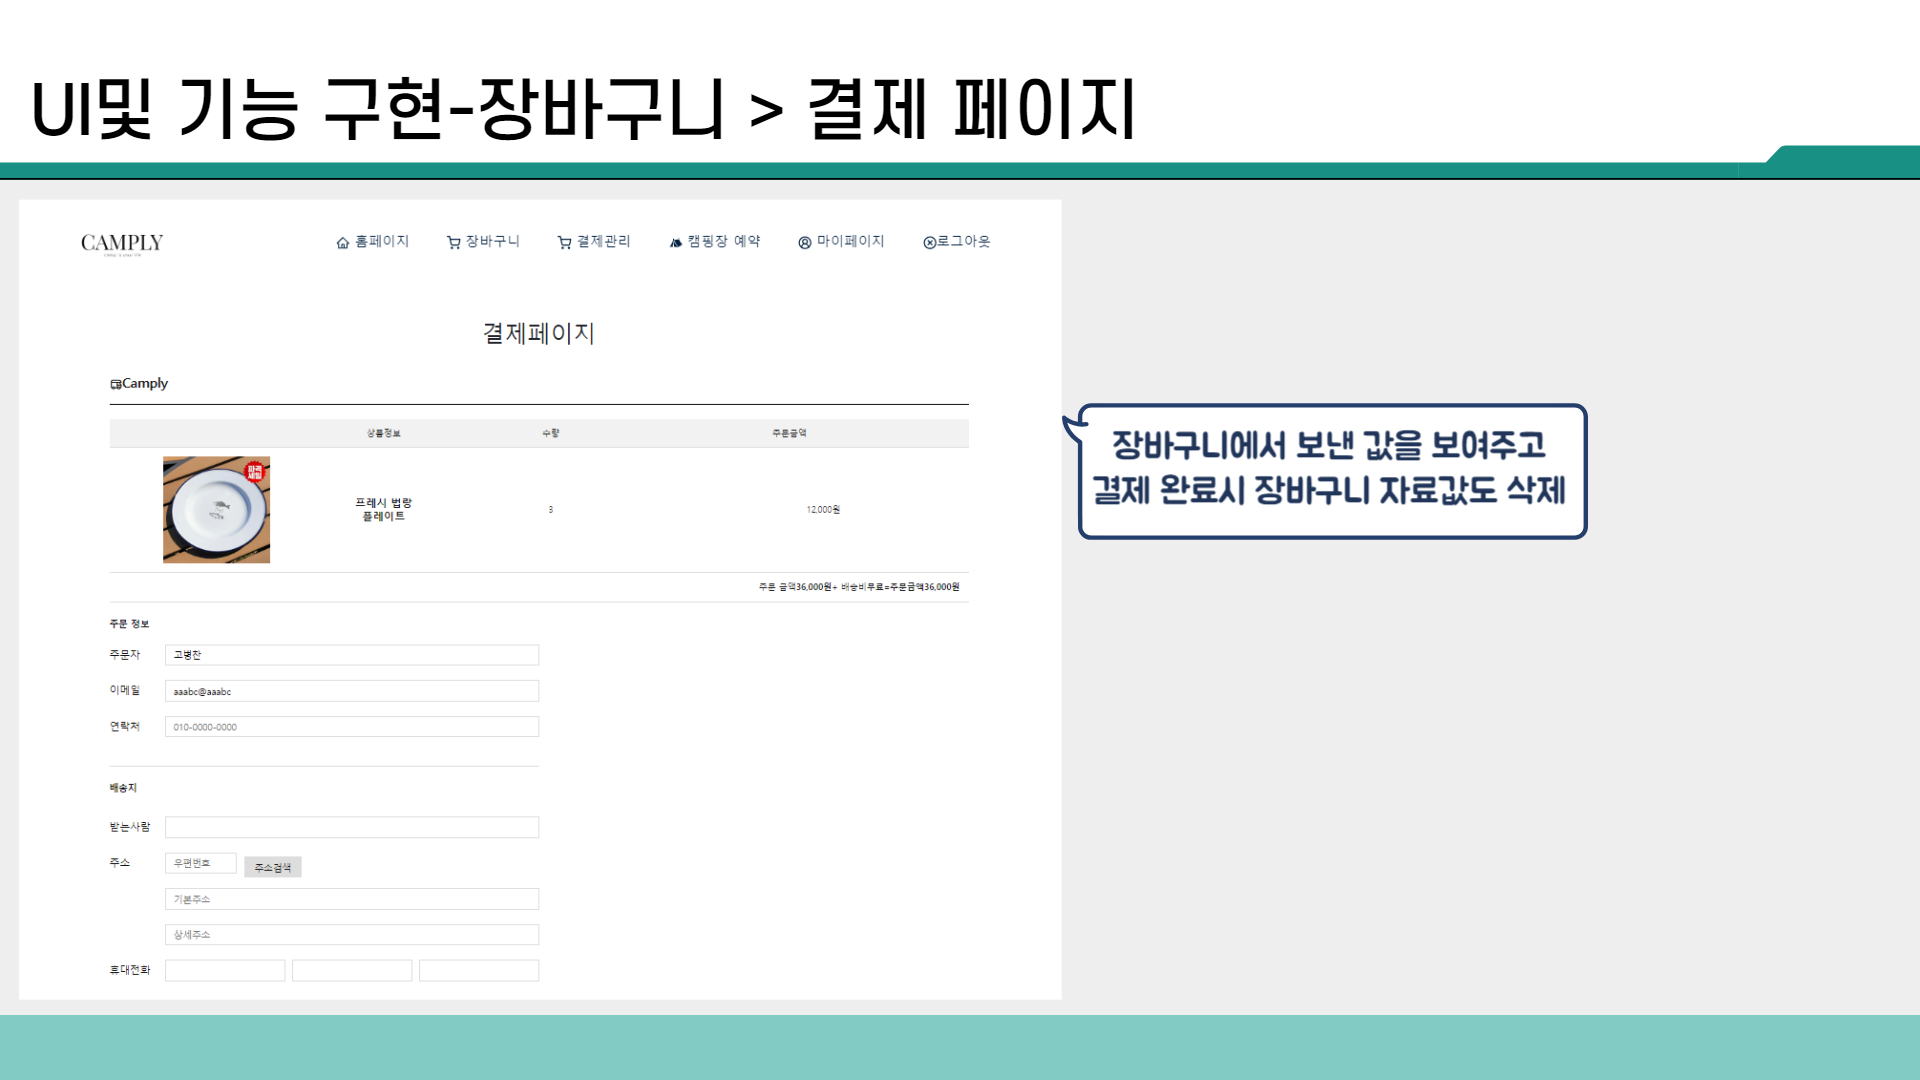 UI및 기능 구현-장바구니 > 결제 페이지
CAMPLY
홈페이지 장바구니 결제관리 캠핑장 예약 마이페이지 로그아웃
결제페이지
Camply
상품정보 수량 주문금액
파격
세일
프레시 법랑
플레이트
3
12,000원
주문 금액36,000원+ 배송비무료=주문금액36,000원
장바구니에서 보낸 값을 보여주고
결제 완료시 장바구니 자료값도 삭제
주문 정보
주문자 고병찬
이메일 aaabc@aaabc
연락처 010-0000-0000
배송지
받는사람
주소 우편번호 주소검색
기본주소
상세주소
휴대전화